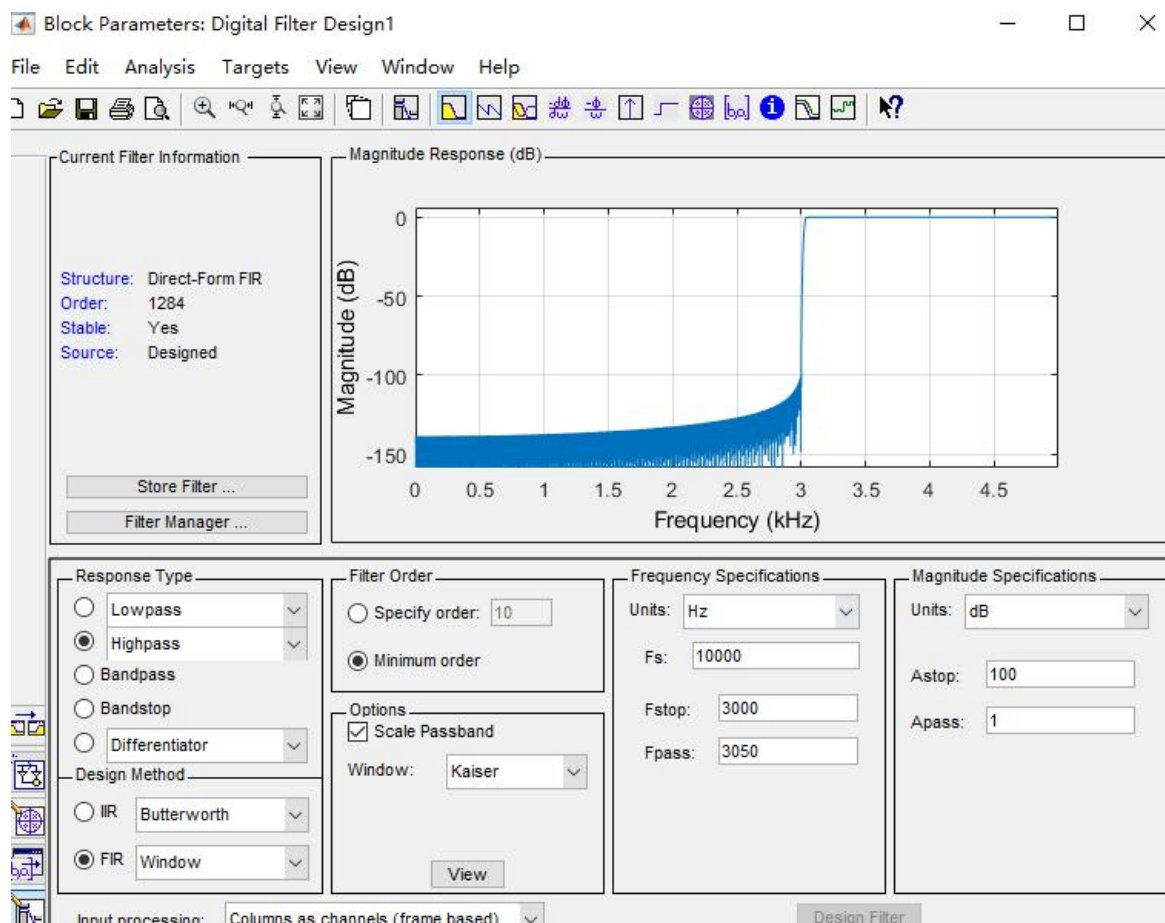 Block Parameters: Digital Filter Design1
File Edit Analysis Targets View Window Help
Current Filter Information
Structure: Direct-Form FIR
Order: 1284
Stable: Yes
Source: Designed
Store Filter ...
Filter Manager ...
Magnitude Response (dB)
Magnitude (dB)
0
-50
-100
-150
0 0.5 1 1.5 2 2.5 3 3.5 4 4.5
Frequency (kHz)
Response Type
Lowpass
Highpass
Bandpass
Bandstop
Differentiator
Design Method
IIR Butterworth
FIR Window
Filter Order
Specify order: 10
Minimum order
Options
Scale Passband
Window: Kaiser
View
Frequency Specifications
Units: Hz
Fs: 10000
Fstop: 3000
Fpass: 3050
Magnitude Specifications
Units: dB
Astop: 100
Apass: 1
Input processing: Columns as channels (frame based)
Design Filter